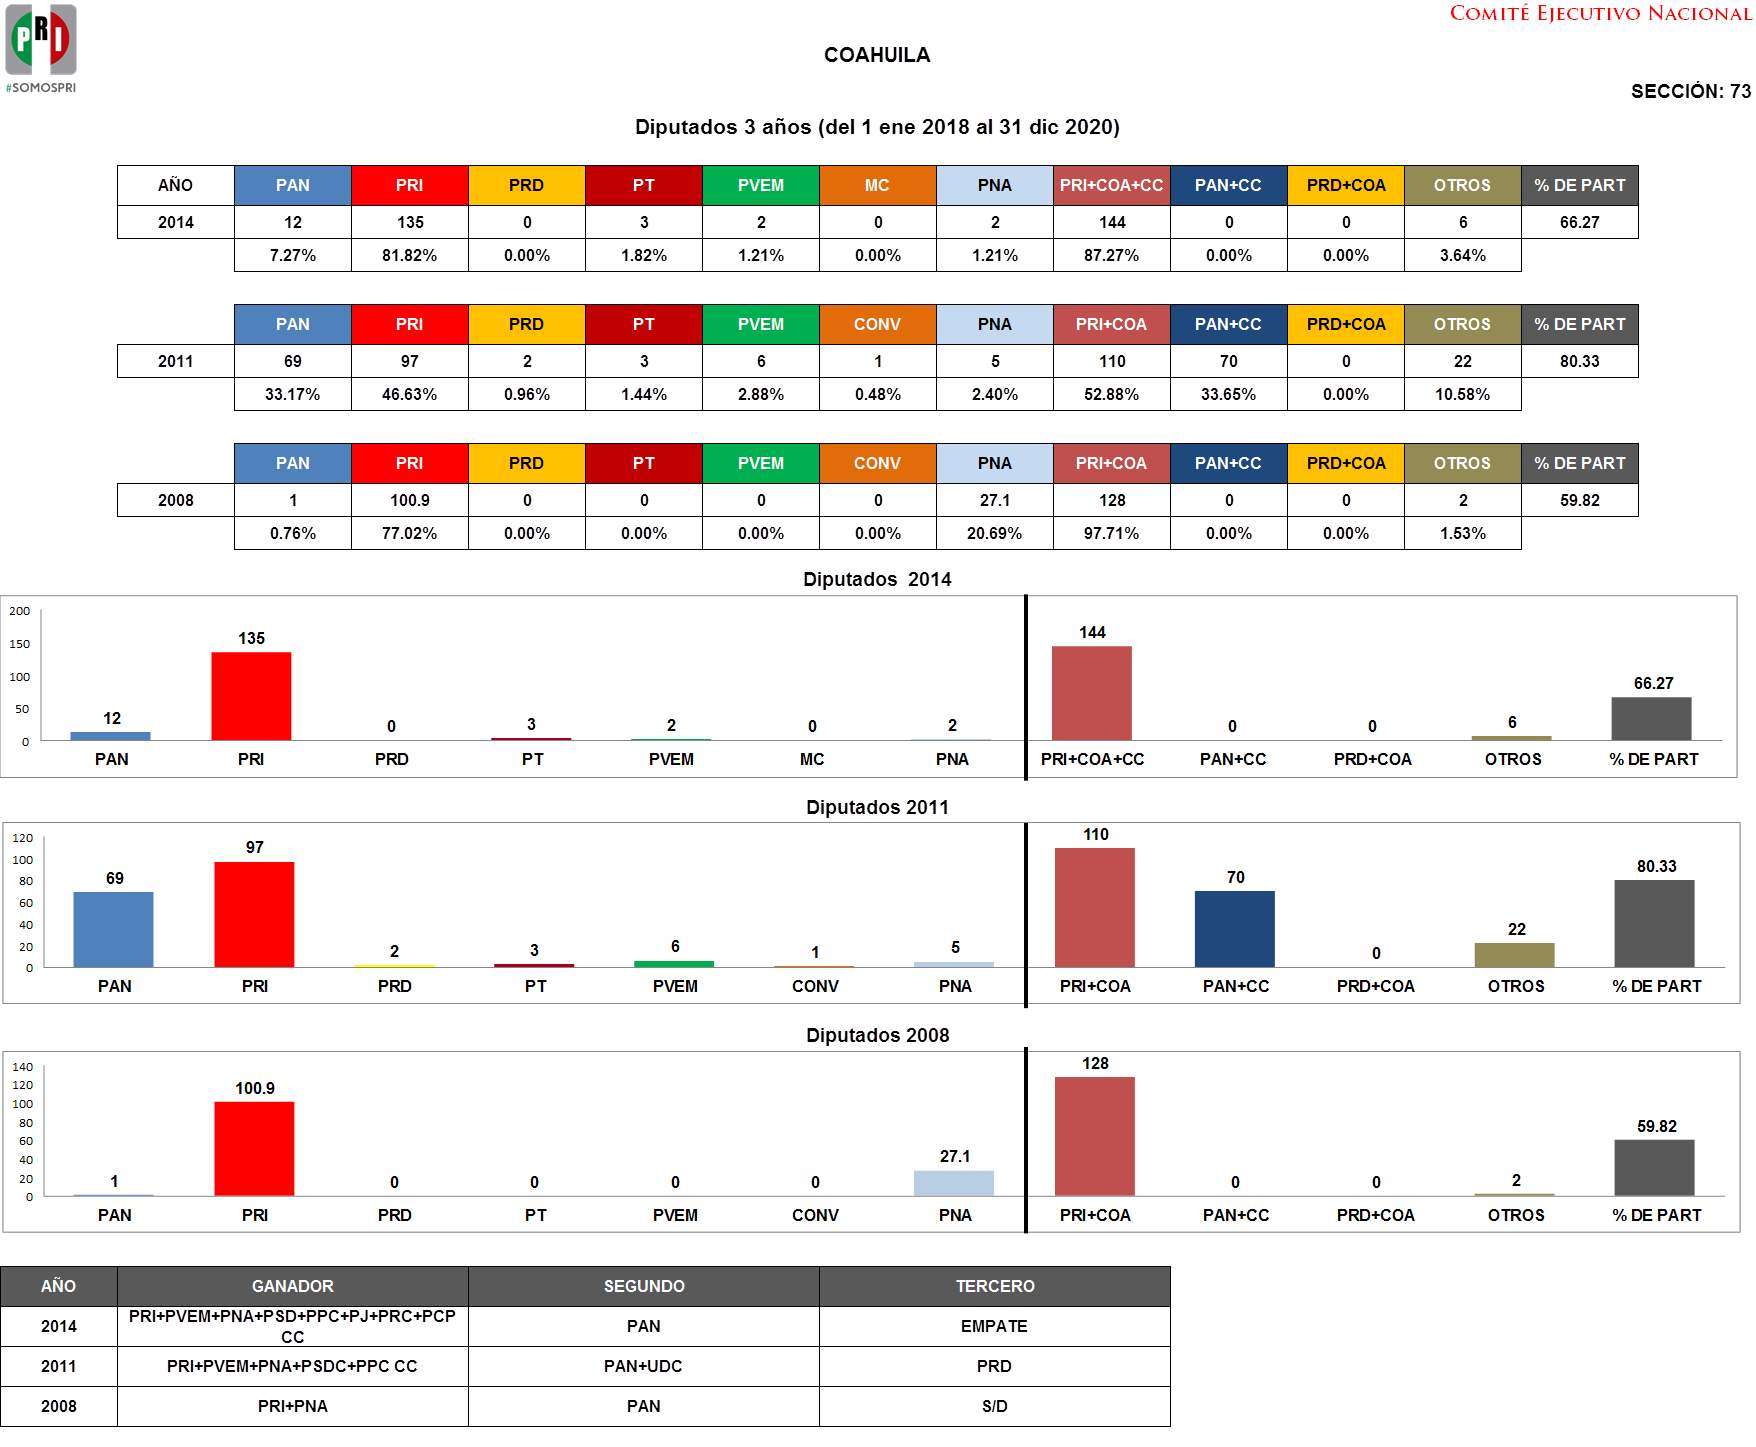 PRI
#SOMOSPRI
COMITÉ EJECUTIVO NACIONAL
COAHUILA
SECCIÓN: 73
Diputados 3 años (del 1 ene 2018 al 31 dic 2020)
AÑO PAN PRI PRD PT PVEM MC PNA PRI+COA+CC PAN+CC PRD+COA OTROS % DE PART
2014 12 135 0 3 2 0 2 144 0 0 6 66.27
7.27% 81.82% 0.00% 1.82% 1.21% 0.00% 1.21% 87.27% 0.00% 0.00% 3.64%
PAN PRI PRD PT PVEM CONV PNA PRI+COA PAN+CC PRD+COA OTROS % DE PART
2011 69 97 2 3 6 1 5 110 70 0 22 80.33
33.17% 46.63% 0.96% 1.44% 2.88% 0.48% 2.40% 52.88% 33.65% 0.00% 10.58%
PAN PRI PRD PT PVEM CONV PNA PRI+COA PAN+CC PRD+COA OTROS % DE PART
2008 1 100.9 0 0 0 0 27.1 128 0 0 2 59.82
0.76% 77.02% 0.00% 0.00% 0.00% 0.00% 20.69% 97.71% 0.00% 0.00% 1.53%
Diputados 2014
200
150
100
50
0
12 135 0 3 2 0 2 144 0 0 6 66.27
PAN PRI PRD PT PVEM MC PNA PRI+COA+CC PAN+CC PRD+COA OTROS % DE PART
Diputados 2011
120
100
80
60
40
20
0
69 97 2 3 6 1 5 110 70 0 22 80.33
PAN PRI PRD PT PVEM CONV PNA PRI+COA PAN+CC PRD+COA OTROS % DE PART
Diputados 2008
140
120
100
80
60
40
20
0
1 100.9 0 0 0 0 27.1 128 0 0 2 59.82
PAN PRI PRD PT PVEM CONV PNA PRI+COA PAN+CC PRD+COA OTROS % DE PART
AÑO GANADOR SEGUNDO TERCERO
2014 PRI+PVEM+PNA+PSD+PPC+PJ+PRC+PCP CC PAN EMPATE
2011 PRI+PVEM+PNA+PSDC+PPC CC PAN+UDC PRD
2008 PRI+PNA PAN S/D